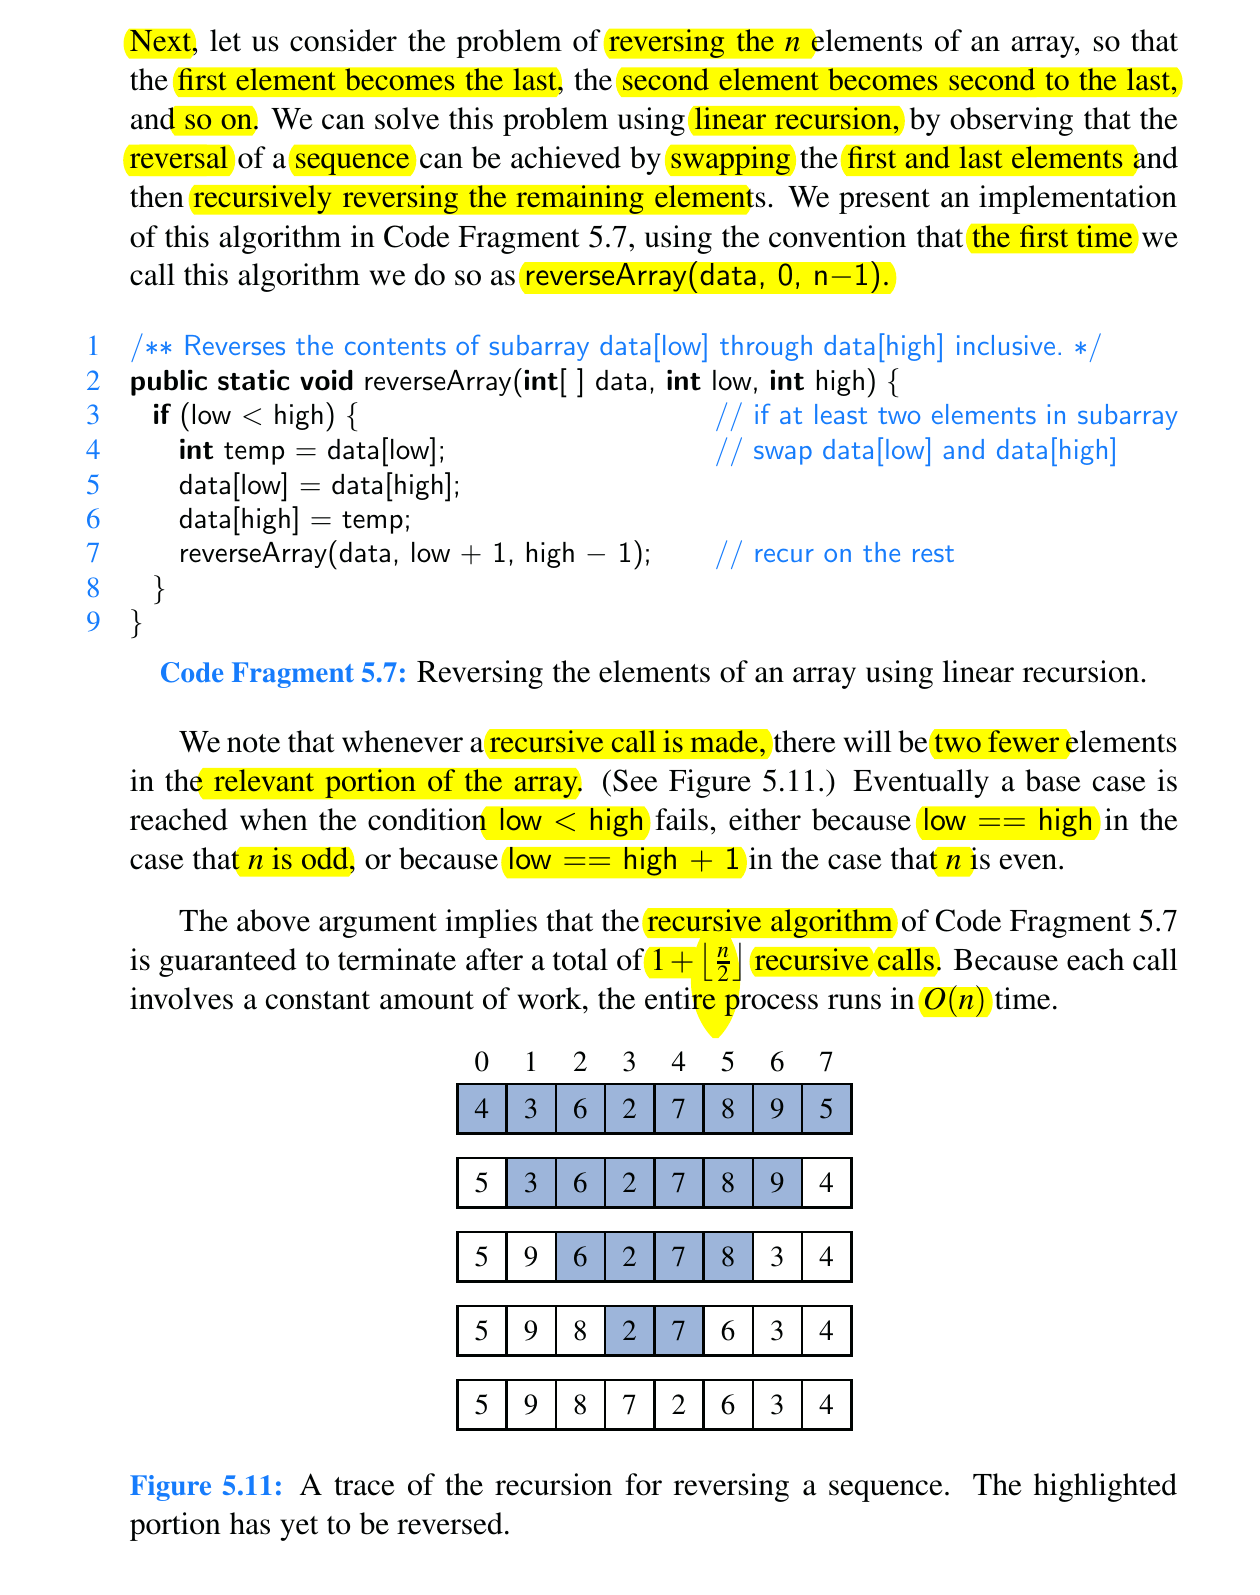 Next, let us consider the problem of reversing the n elements of an array, so that
the first element becomes the last, the second element becomes second to the last,
and so on. We can solve this problem using linear recursion, by observing that the
reversal of a sequence can be achieved by swapping the first and last elements and
then recursively reversing the remaining elements. We present an implementation
of this algorithm in Code Fragment 5.7, using the convention that the first time we
call this algorithm we do so as reverseArray(data, 0, n−1).
1 /** Reverses the contents of subarray data[low] through data[high] inclusive. */
2 public static void reverseArray(int[ ] data, int low, int high) {
3 if (low < high) { // if at least two elements in subarray
4 int temp = data[low]; // swap data[low] and data[high]
5 data[low] = data[high];
6 data[high] = temp;
7 reverseArray(data, low + 1, high − 1); // recur on the rest
8 }
9 }
Code Fragment 5.7: Reversing the elements of an array using linear recursion.
We note that whenever a recursive call is made, there will be two fewer elements
in the relevant portion of the array. (See Figure 5.11.) Eventually a base case is
reached when the condition low < high fails, either because low == high in the
case that n is odd, or because low == high + 1 in the case that n is even.
The above argument implies that the recursive algorithm of Code Fragment 5.7
is guaranteed to terminate after a total of 1 + ⌊n/2⌋ recursive calls. Because each call
involves a constant amount of work, the entire process runs in O(n) time.
0 1 2 3 4 5 6 7
4 3 6 2 7 8 9 5
5 3 6 2 7 8 9 4
5 9 6 2 7 8 3 4
5 9 8 2 7 6 3 4
5 9 8 7 2 6 3 4
Figure 5.11: A trace of the recursion for reversing a sequence. The highlighted
portion has yet to be reversed.